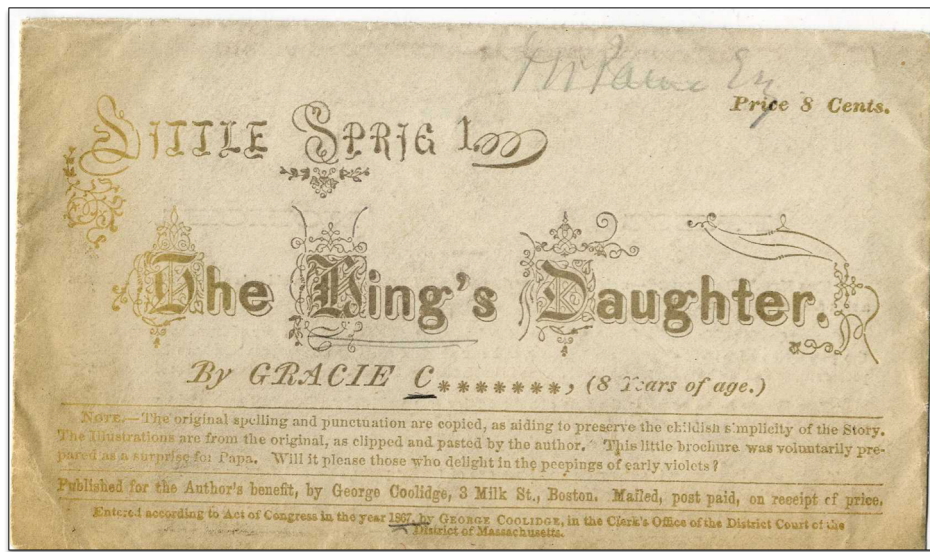 Price 8 Cents.
LITTLE SPRIG 1.
The King's Daughter.
By GRACIE C*******, (8 Years of age.)
NOTE.—The original spelling and punctuation are copied, as aiding to preserve the childish simplicity of the Story.
The Illustrations are from the original, as clipped and pasted by the author. This little brochure was voluntarily pre-
pared as a surprise for Papa. Will it please those who delight in the peepings of early violets?
Published for the Author's benefit, by George Coolidge, 3 Milk St., Boston. Mailed, post paid, on receipt of price.
Entered according to Act of Congress in the year 1867, by GEORGE COOLIDGE, in the Clerk's Office of the District Court of the
District of Massachusetts.